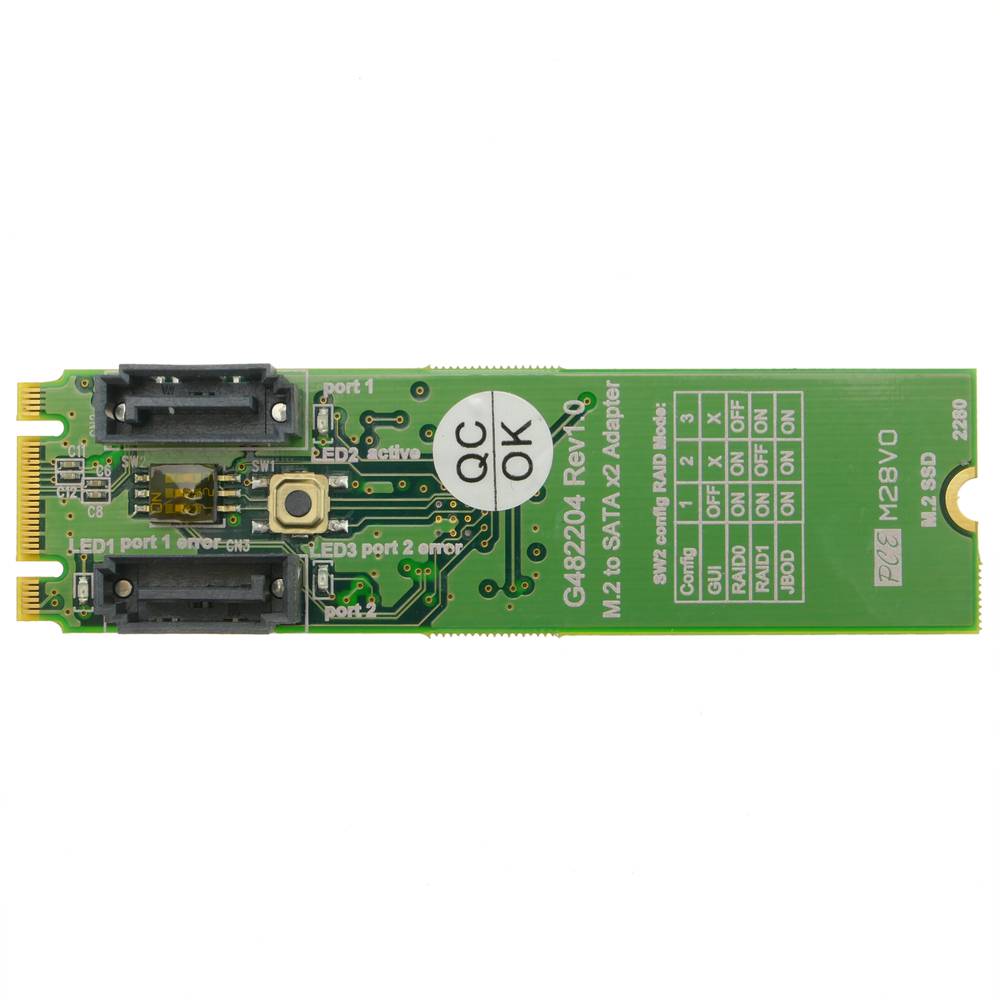 port 1
LED2 active
CN2
C11
C6
C12
C8
SW2
ON
SW1
LED1 port 1 error
CN3
LED3 port 2 error
port 2
QC
OK
G482204 Rev1.0
M.2 to SATA x2 Adapter
SW2 config RAID Mode:
Config 1 2 3
GUI OFF X X
RAID0 ON ON OFF
RAID1 ON OFF ON
JBOD ON ON ON
PCE M28V0
M.2 SSD
2280